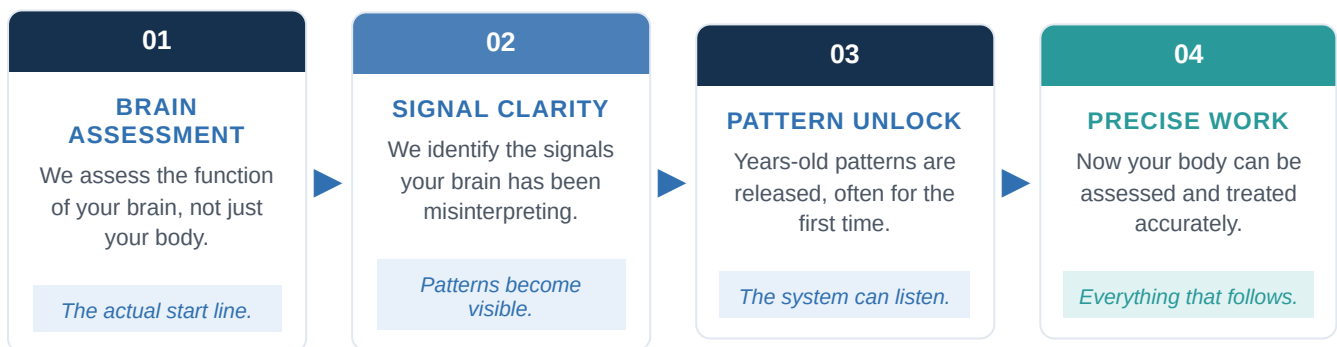 01
BRAIN
ASSESSMENT
We assess the function
of your brain, not just
your body.
The actual start line.
02
SIGNAL CLARITY
We identify the signals
your brain has been
misinterpreting.
Patterns become
visible.
03
PATTERN UNLOCK
Years-old patterns are
released, often for the
first time.
The system can listen.
04
PRECISE WORK
Now your body can be
assessed and treated
accurately.
Everything that follows.